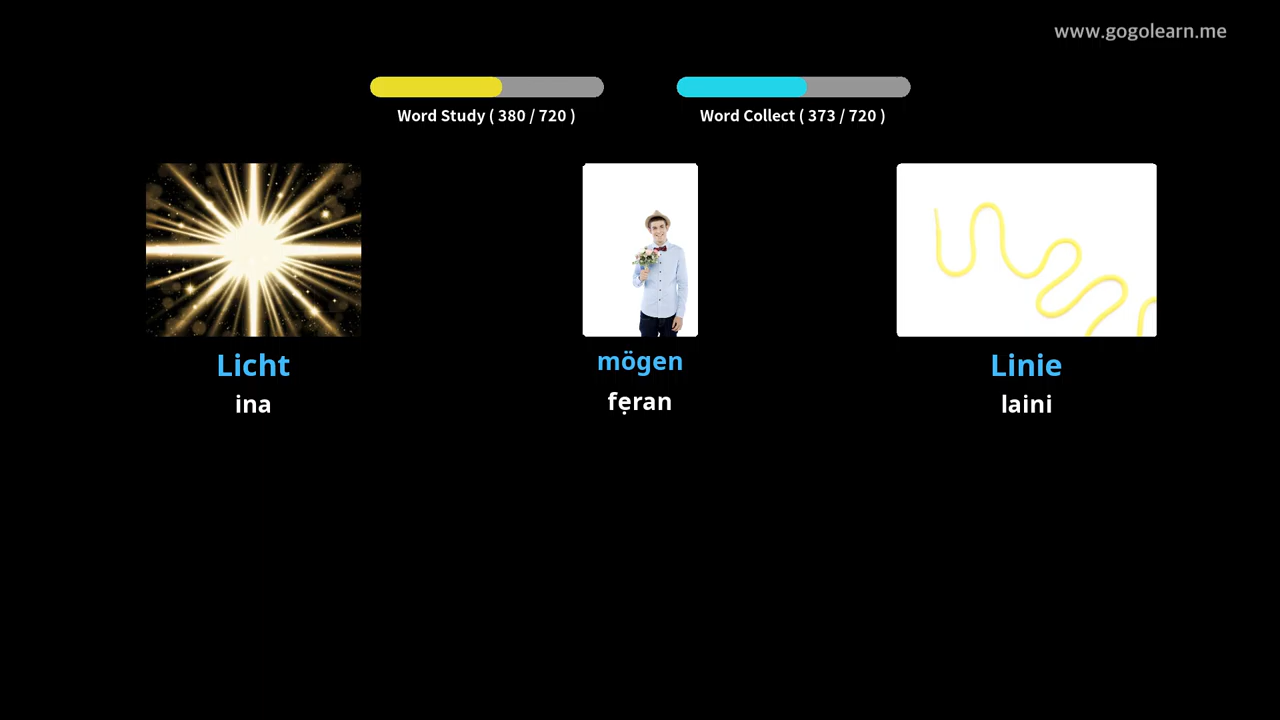 www.gogolearn.me
Word Study ( 380 / 720 )
Word Collect ( 373 / 720 )
Licht
ina
mögen
fẹran
Linie
laini